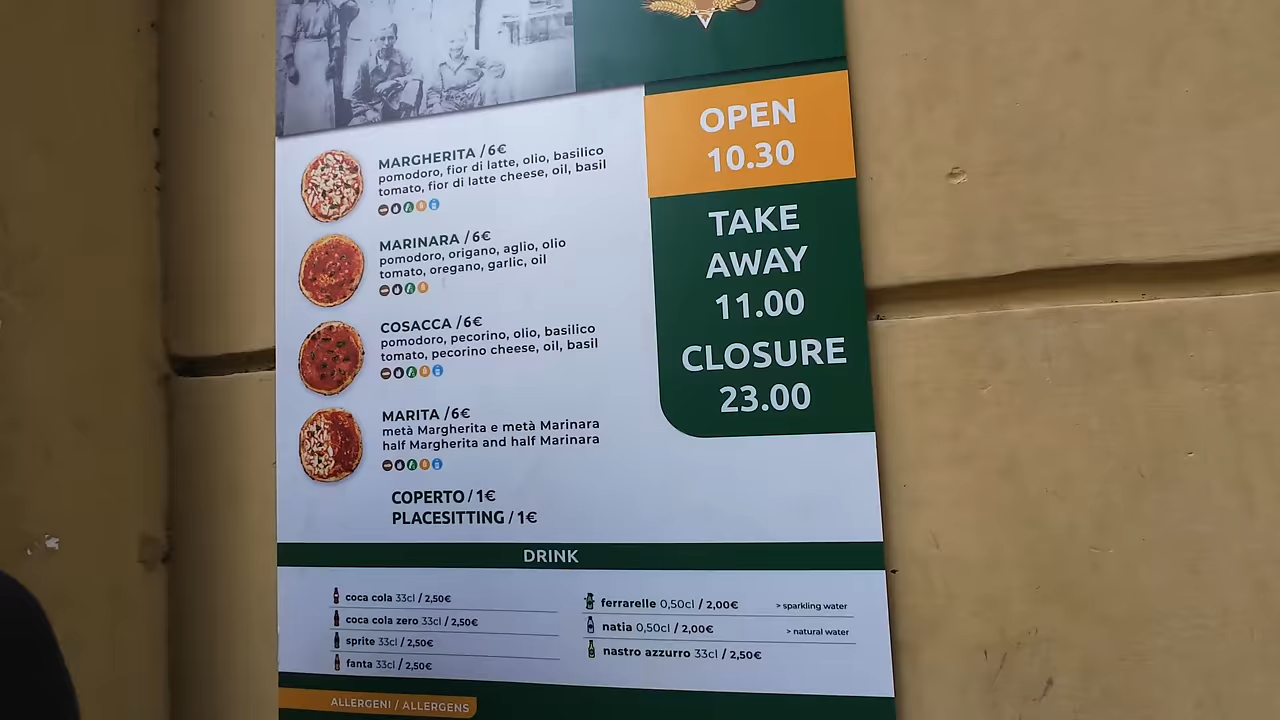 MARGHERITA / 6€
pomodoro, fior di latte, olio, basilico
tomato, fior di latte cheese, oil, basil
MARINARA / 6€
pomodoro, origano, aglio, olio
tomato, oregano, garlic, oil
COSACCA / 6€
pomodoro, pecorino, olio, basilico
tomato, pecorino cheese, oil, basil
MARITA / 6€
metà Margherita e metà Marinara
half Margherita and half Marinara
COPERTO / 1€
PLACESITTING / 1€
OPEN
10.30
TAKE
AWAY
11.00
CLOSURE
23.00
DRINK
coca cola 33cl / 2,50€
coca cola zero 33cl / 2,50€
sprite 33cl / 2,50€
fanta 33cl / 2,50€
ferrarelle 0,50cl / 2,00€ > sparkling water
natia 0,50cl / 2,00€ > natural water
nastro azzurro 33cl / 2,50€
ALLERGENI / ALLERGENS